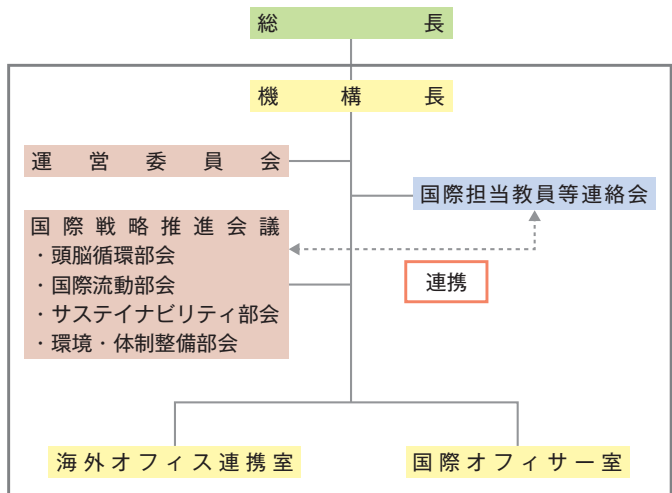 総長
機構長
運営委員会
国際担当教員等連絡会
国際戦略推進会議
・頭脳循環部会
・国際流動部会
・サステイナビリティ部会
・環境・体制整備部会
連携
海外オフィス連携室
国際オフィサー室